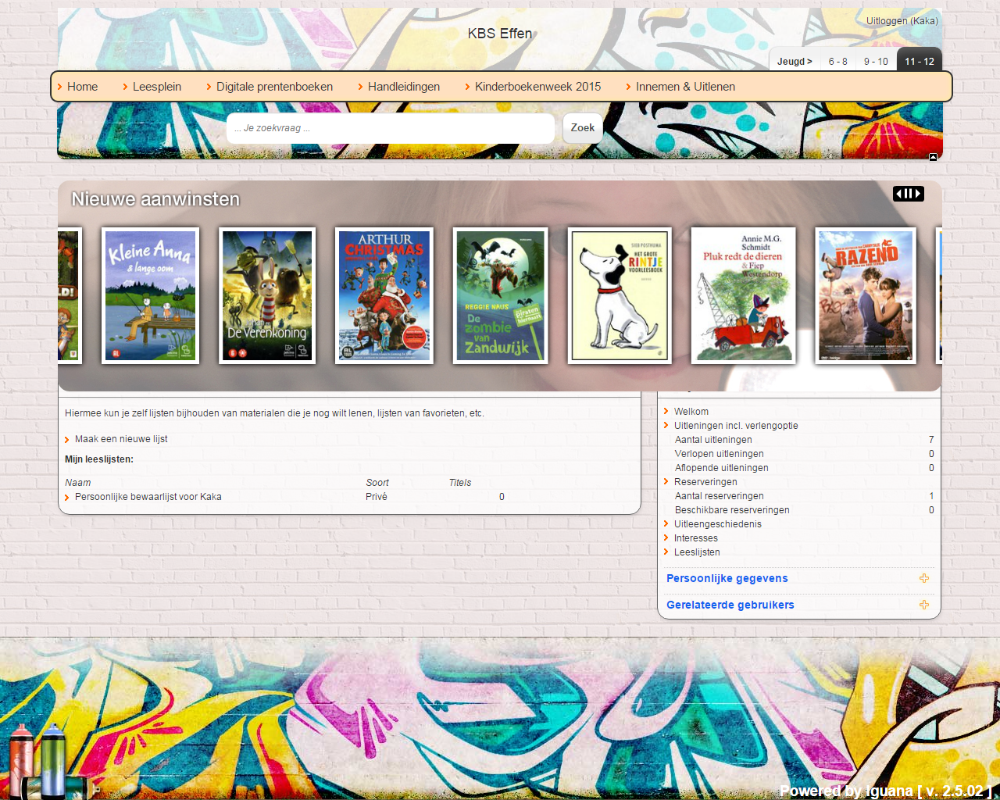 Uitloggen (Kaka)
KBS Effen
Jeugd > 6 - 8 9 - 10 11 - 12
Home Leesplein Digitale prentenboeken Handleidingen Kinderboekenweek 2015 Innemen & Uitlenen
... Je zoekvraag ... Zoek
Nieuwe aanwinsten
Kleine Anna
& lange oom
Johan en
De Verenkoning
ARTHUR
CHRISTMAS
REGGIE NAUS
De
zombie
van
Zandwijk
de piraten
hiernaast
SIEB POSTHUMA
HET GROTE
RINTJE
VOORLEESBOEK
Annie M.G.
Schmidt
Pluk redt de dieren
& Fiep
Westendorp
RAZEND
Hiermee kun je zelf lijsten bijhouden van materialen die je nog wilt lenen, lijsten van favorieten, etc.
Maak een nieuwe lijst
Mijn leeslijsten:
Naam Soort Titels
Persoonlijke bewaarlijst voor Kaka Privé 0
Welkom
Uitleningen incl. verlengoptie
Aantal uitleningen 7
Verlopen uitleningen 0
Aflopende uitleningen 0
Reserveringen
Aantal reserveringen 1
Beschikbare reserveringen 0
Uitleengeschiedenis
Interesses
Leeslijsten
Persoonlijke gegevens
Gerelateerde gebruikers
Powered by Iguana [ v. 2.5.02 ]